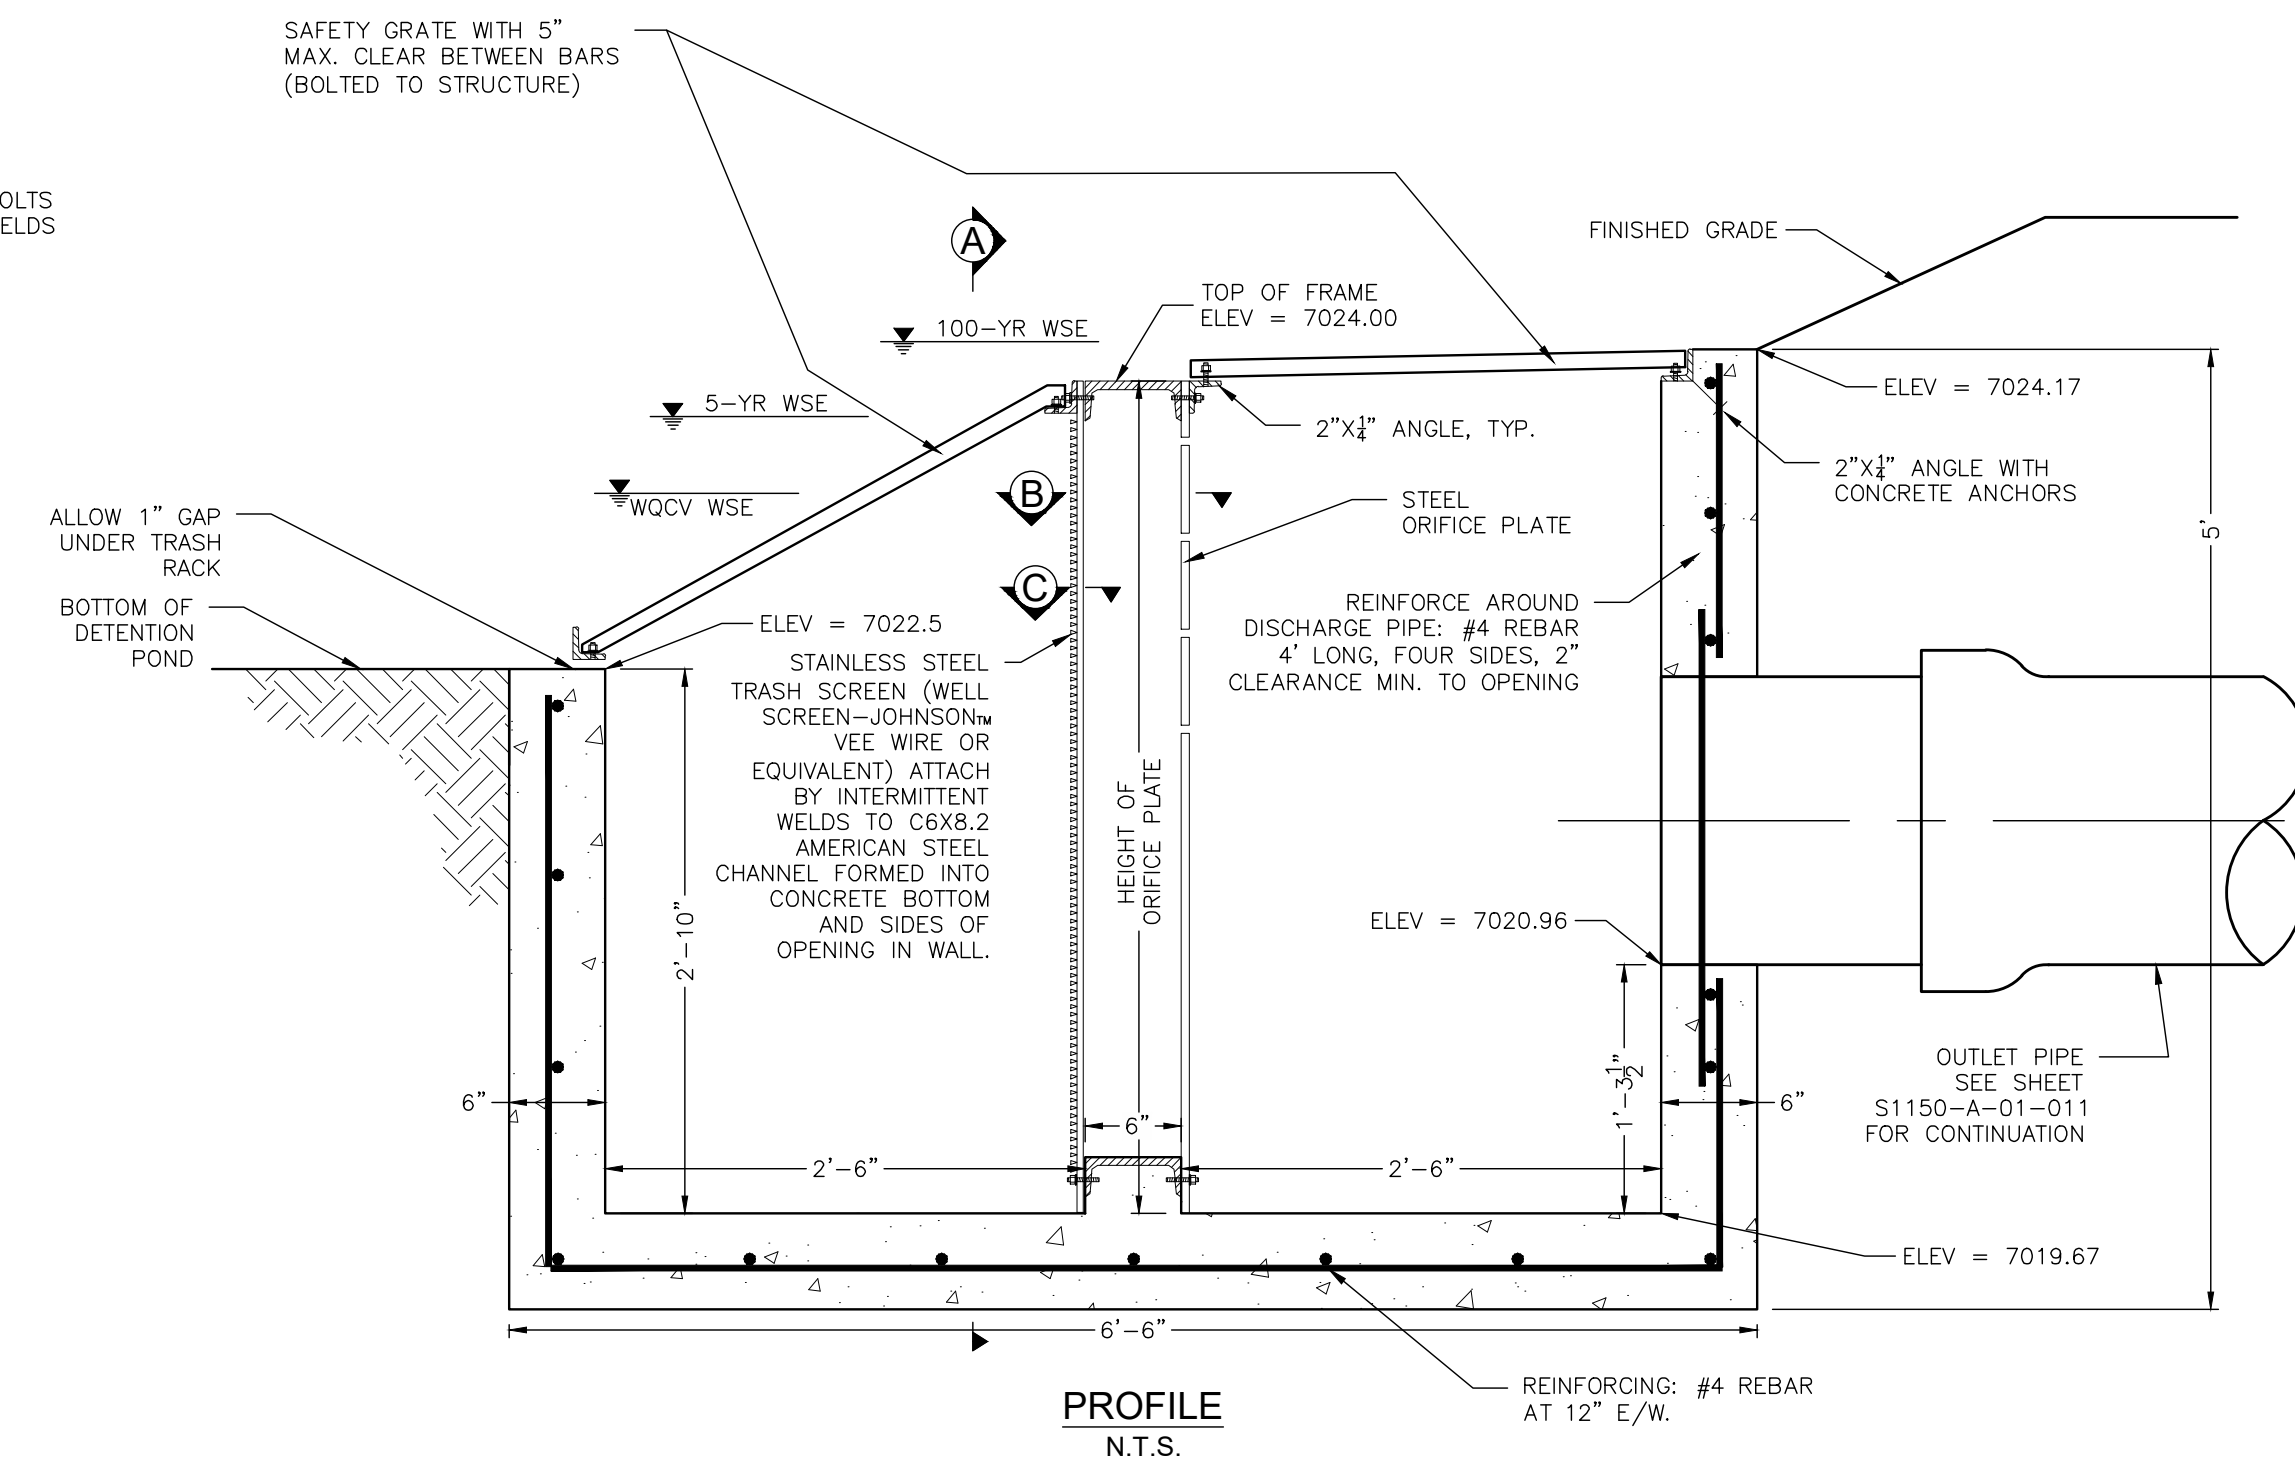 SAFETY GRATE WITH 5"
MAX. CLEAR BETWEEN BARS
(BOLTED TO STRUCTURE)
OLTS
ELDS
A
FINISHED GRADE
TOP OF FRAME
ELEV = 7024.00
100-YR WSE
5-YR WSE
WQCV WSE
ELEV = 7024.17
2"X1/4" ANGLE, TYP.
2"X1/4" ANGLE WITH
CONCRETE ANCHORS
B
STEEL
ORIFICE PLATE
5'
ALLOW 1" GAP
UNDER TRASH
RACK
C
BOTTOM OF
DETENTION
POND
ELEV = 7022.5
REINFORCE AROUND
DISCHARGE PIPE: #4 REBAR
4' LONG, FOUR SIDES, 2"
CLEARANCE MIN. TO OPENING
STAINLESS STEEL
TRASH SCREEN (WELL
SCREEN-JOHNSON™
VEE WIRE OR
EQUIVALENT) ATTACH
BY INTERMITTENT
WELDS TO C6X8.2
AMERICAN STEEL
CHANNEL FORMED INTO
CONCRETE BOTTOM
AND SIDES OF
OPENING IN WALL.
HEIGHT OF
ORIFICE PLATE
2'-10"
ELEV = 7020.96
1'-3 1/2"
OUTLET PIPE
SEE SHEET
S1150-A-01-011
FOR CONTINUATION
6"
6"
6"
2'-6"
2'-6"
ELEV = 7019.67
6'-6"
REINFORCING: #4 REBAR
AT 12" E/W.
PROFILE
N.T.S.